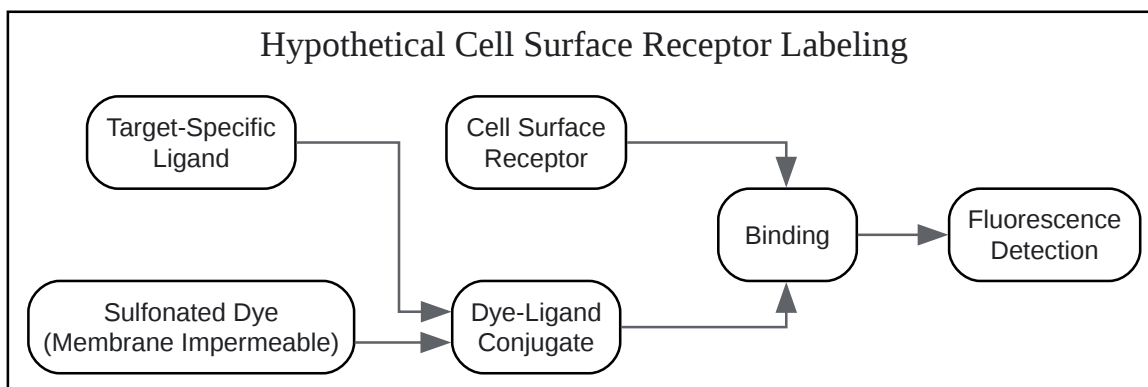 Hypothetical Cell Surface Receptor Labeling
Target-Specific
Ligand
Cell Surface
Receptor
Binding
Fluorescence
Detection
Sulfonated Dye
(Membrane Impermeable)
Dye-Ligand
Conjugate